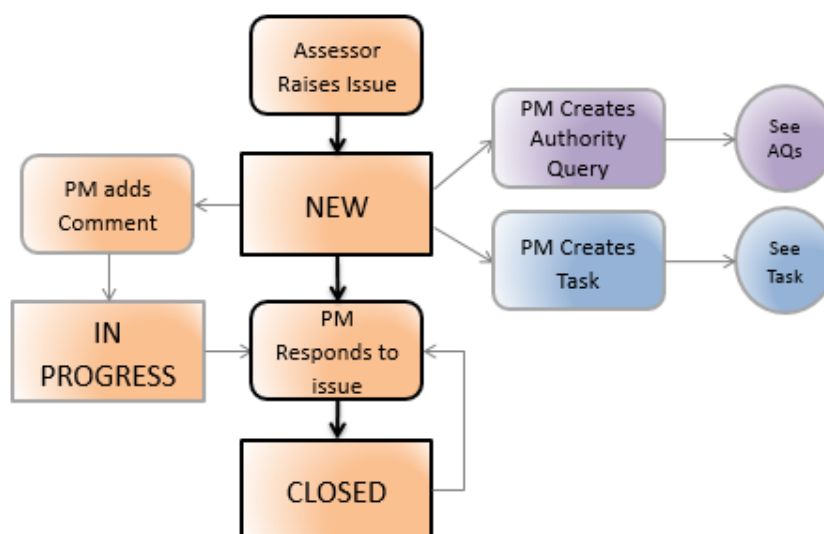 Assessor
Raises Issue
PM Creates
Authority
Query
See
AQs
PM adds
Comment
NEW
PM Creates
Task
See
Task
IN
PROGRESS
PM
Responds to
issue
CLOSED